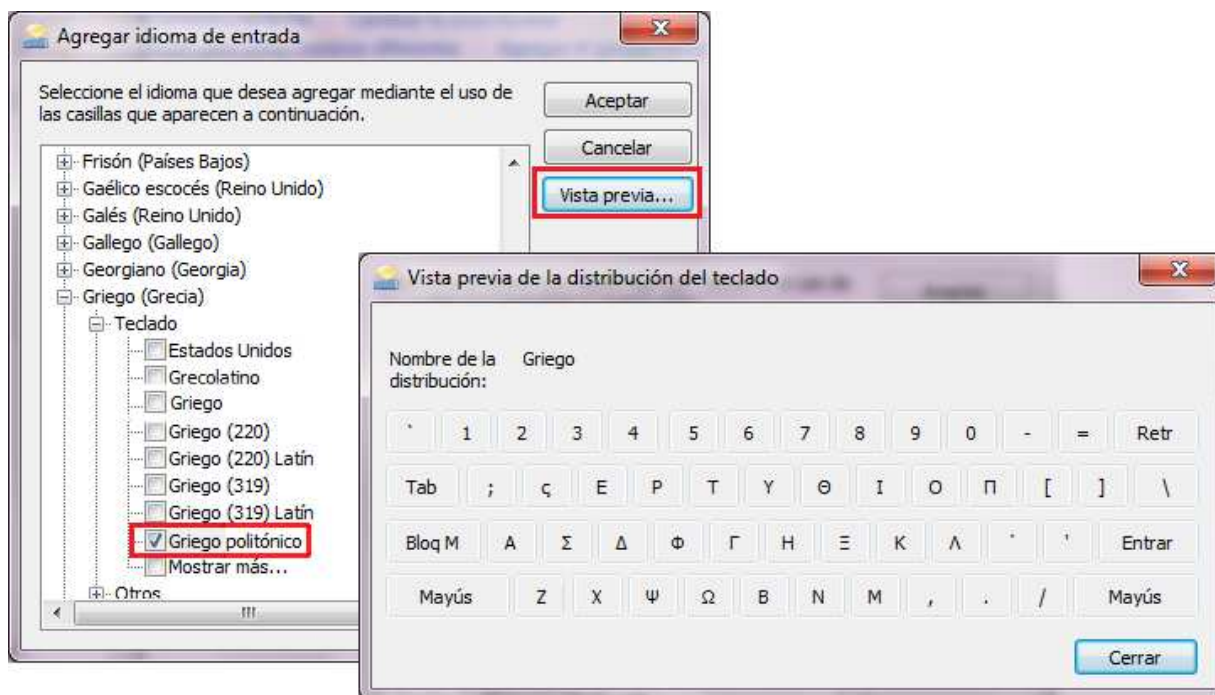 Agregar idioma de entrada
Seleccione el idioma que desea agregar mediante el uso de
las casillas que aparecen a continuación.
Aceptar
Cancelar
Vista previa...
Frisón (Países Bajos)
Gaélico escocés (Reino Unido)
Galés (Reino Unido)
Gallego (Gallego)
Georgiano (Georgia)
Griego (Grecia)
Teclado
Estados Unidos
Grecolatino
Griego
Griego (220)
Griego (220) Latín
Griego (319)
Griego (319) Latín
Griego politónico
Mostrar más...
Otros
Vista previa de la distribución del teclado
Nombre de la Griego
distribución:
` 1 2 3 4 5 6 7 8 9 0 - = Retr
Tab ; ς Ε Ρ Τ Υ Θ Ι Ο Π [ ] \
Bloq M Α Σ Δ Φ Γ Η Ξ Κ Λ ΄ ' Entrar
Mayús Ζ Χ Ψ Ω Β Ν Μ , . / Mayús
Cerrar